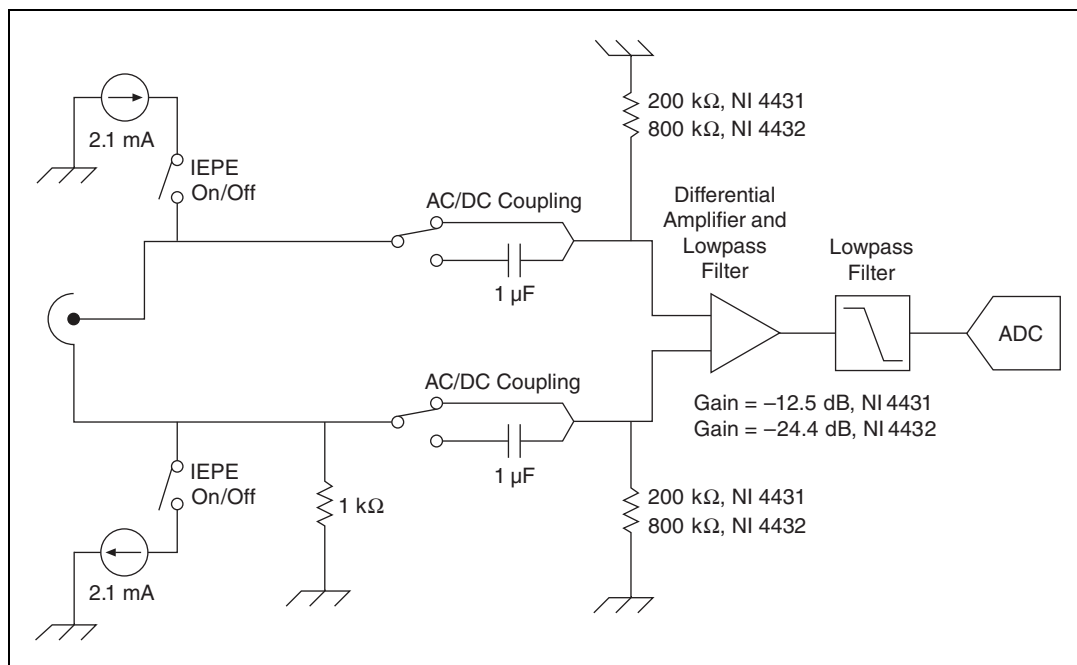 200 kΩ, NI 4431
800 kΩ, NI 4432
2.1 mA
IEPE
On/Off
AC/DC Coupling
1 µF
Differential
Amplifier and
Lowpass
Filter
Lowpass
Filter
ADC
AC/DC Coupling
1 µF
Gain = –12.5 dB, NI 4431
Gain = –24.4 dB, NI 4432
IEPE
On/Off
1 kΩ
200 kΩ, NI 4431
800 kΩ, NI 4432
2.1 mA